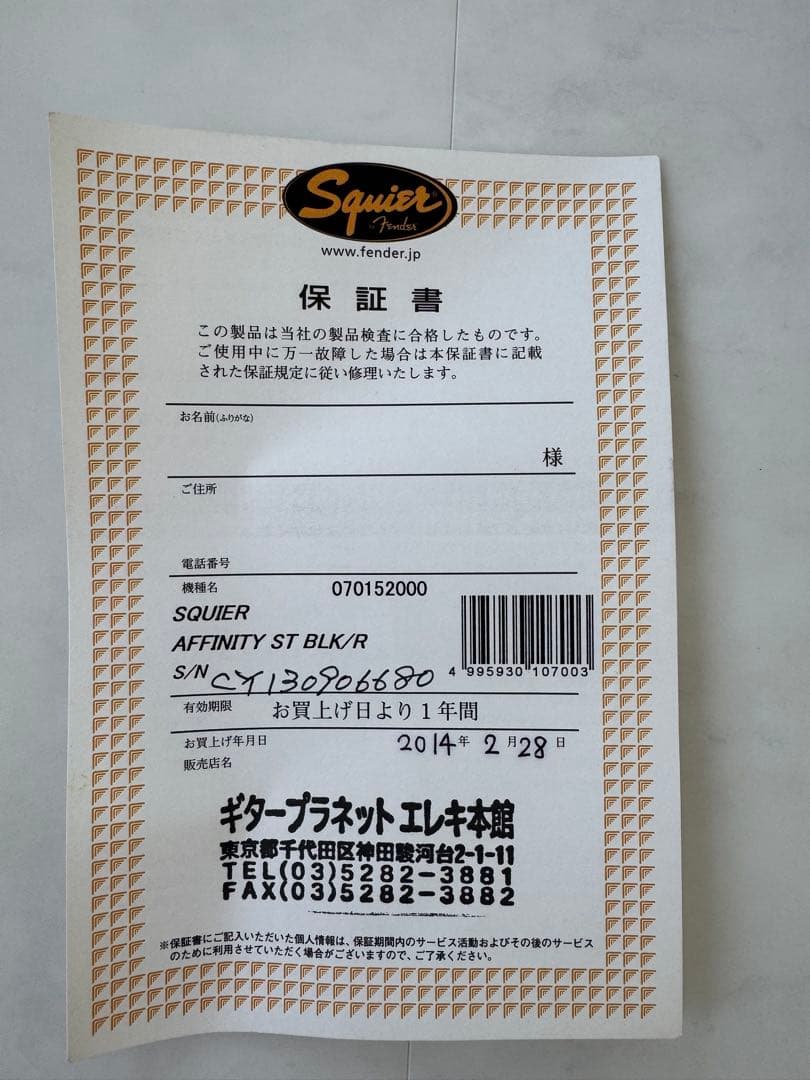 Squier
by Fender
www.fender.jp
保証書
この製品は当社の製品検査に合格したものです。
ご使用中に万一故障した場合は本保証書に記載
された保証規定に従い修理いたします。
お名前(ふりがな)
様
ご住所
電話番号
機種名 070152000
SQUIER
AFFINITY ST BLK/R
S/N CY130906680
4 995930 107003
有効期限 お買上げ日より1年間
お買上げ年月日 2014年 2月 28日
販売店名
ギタープラネット エレキ本館
東京都千代田区神田駿河台2-1-11
TEL(03)5282-3881
FAX(03)5282-3882
※保証書にご記入いただいた個人情報は、保証期間内のサービス活動およびその後のサービス
のために利用させていただく場合がございますので、ご了承ください。